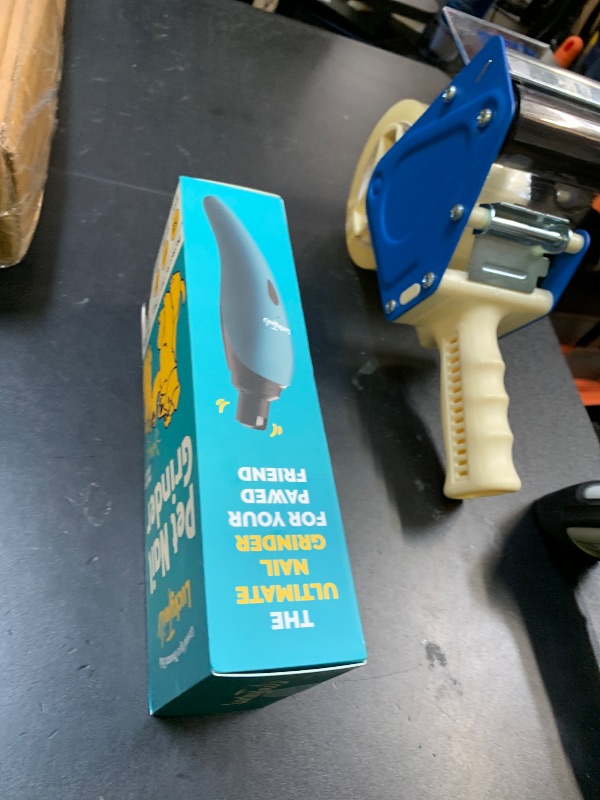 THE
ULTIMATE
NAIL
GRINDER
FOR YOUR
PAWED
FRIEND
Pet Nail
Grinder